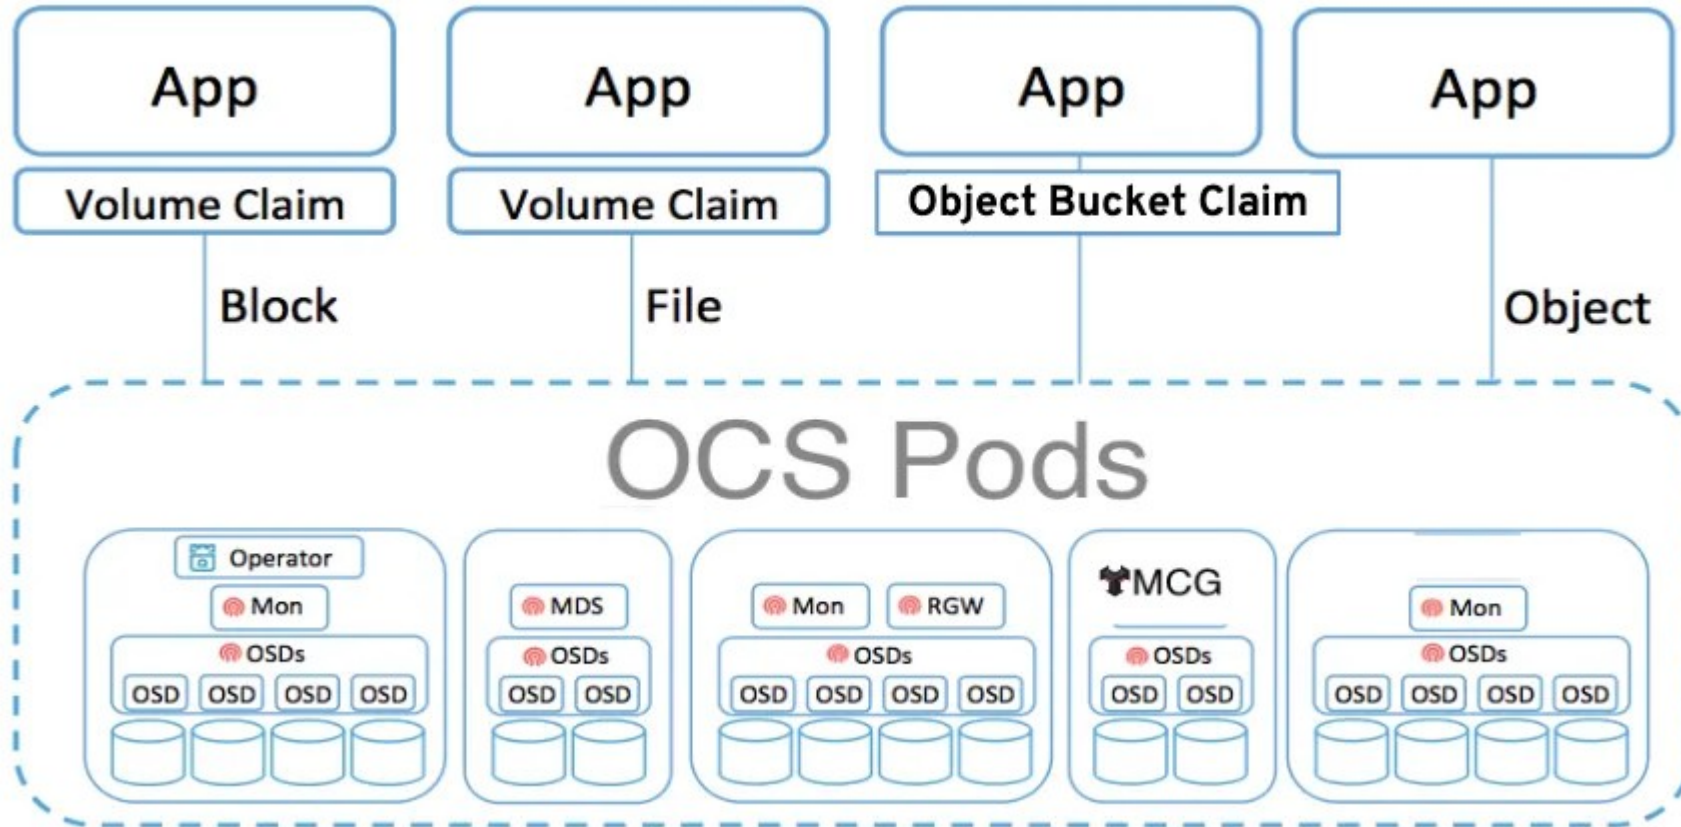 App App App App
Volume Claim Volume Claim Object Bucket Claim
Block File Object
OCS Pods
Operator
MCG
Mon MDS Mon RGW Mon
OSDs OSDs OSDs OSDs OSDs
OSD OSD OSD OSD OSD OSD OSD OSD OSD OSD OSD OSD OSD OSD OSD OSD